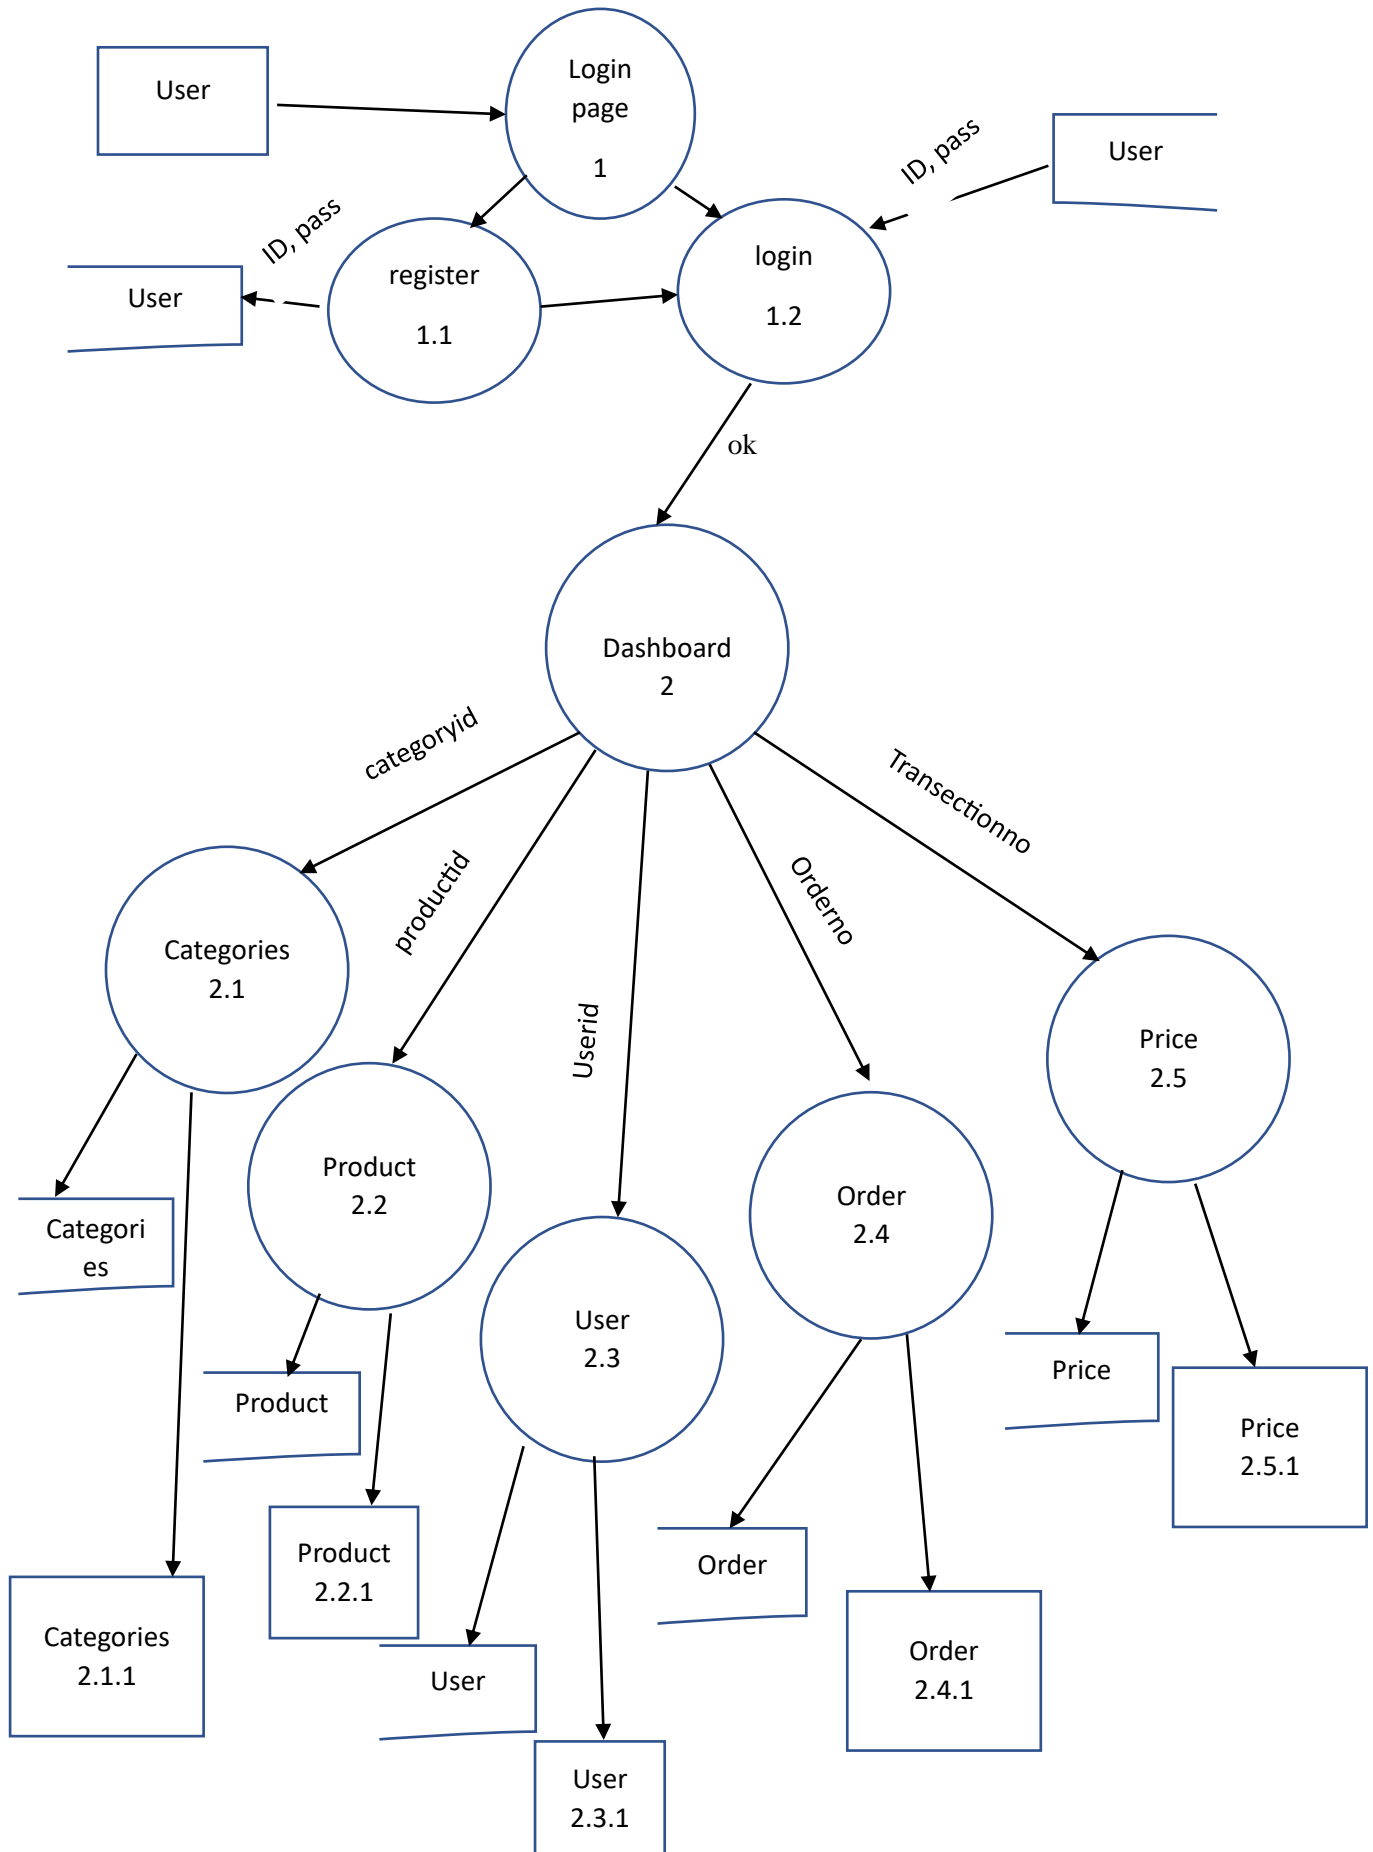 User
Login
page
1
ID, pass
User
ID, pass
User
register
1.1
login
1.2
ok
Dashboard
2
categoryid
productid
Userid
Orderno
Transectionno
Categories
2.1
Product
2.2
User
2.3
Order
2.4
Price
2.5
Categori
es
Product
Price
Price
2.5.1
Product
2.2.1
Order
Categories
2.1.1
User
Order
2.4.1
User
2.3.1